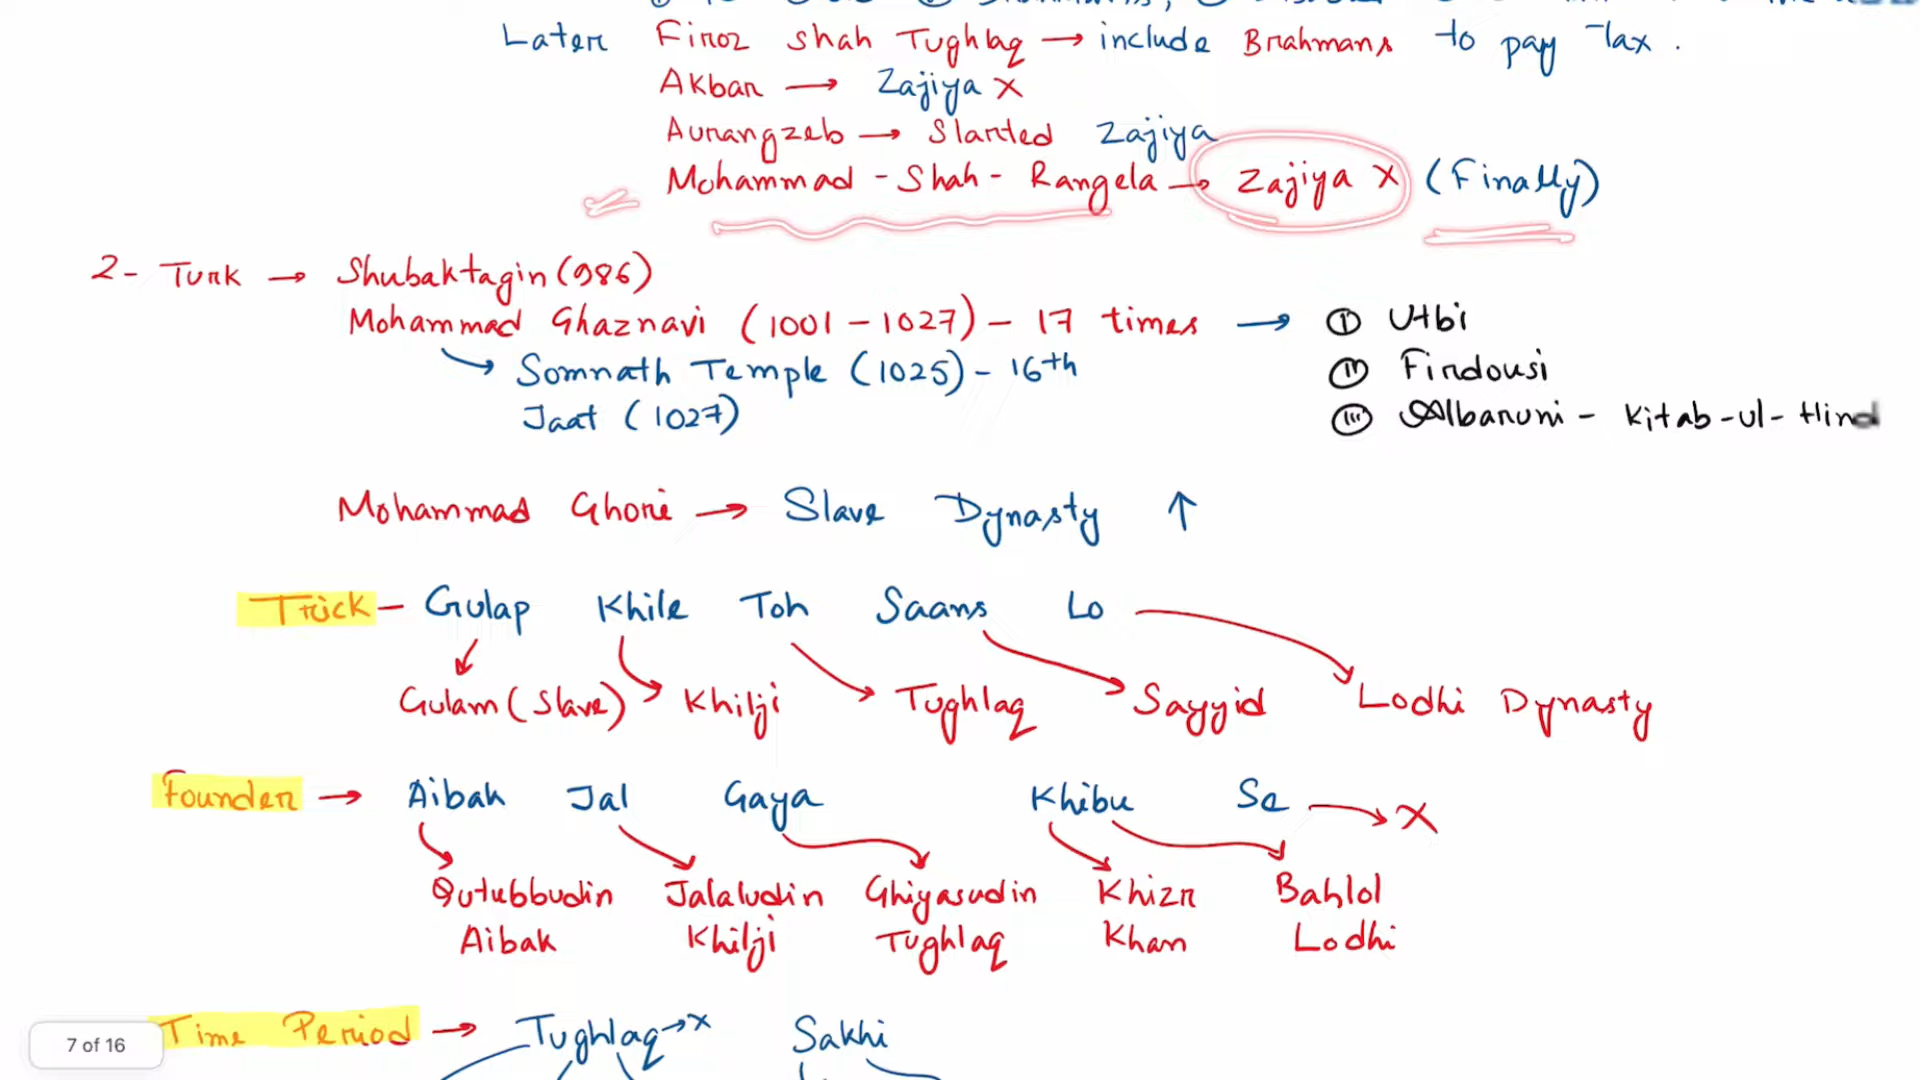 Later Firoz shah Tughlaq → include Brahmans to pay Tax .
Akbar → Zajiya X
Aurangzeb → Started Zajiya
Mohammad - Shah - Rangela → Zajiya X (Finally)
2 - Turk → Shubaktagin (986)
Mohammad Ghaznavi (1001 - 1027) - 17 times → ① Utbi
Somnath Temple (1025) - 16th
ⅱ Firdousi
Jaat (1027)
ⅲ Albaruni - Kitab-ul-Hind
Mohammad Ghori → Slave Dynasty ↑
Trick - Gulap Khile Toh Saans Lo
Gulam (Slave) Khilji Tughlaq Sayyid Lodhi Dynasty
Founder → Aibak Jal Gaya Khibu Se → X
Qutubbudin Jalaludin Ghiyasudin Khizr Bahlol
Aibak Khilji Tughlaq Khan Lodhi
Time Period → Tughlaq → x Sakhi
7 of 16